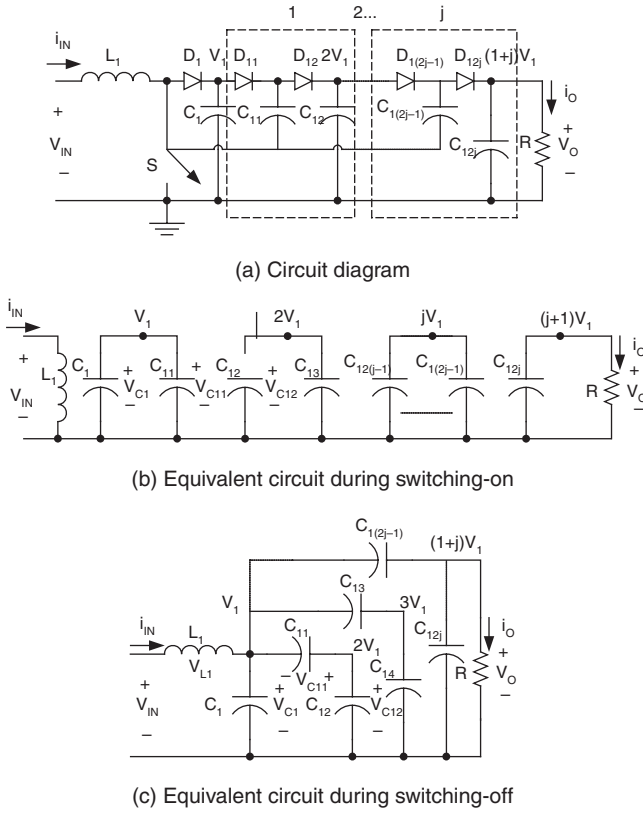 1 2... j
i_IN L_1 D_1 V_1 D_11 D_12 2V_1 D_1(2j–1) D_12j (1+j)V_1
i_O
C_1 C_11 C_12 C_1(2j–1)
+ V_IN – S C_12j R + V_O –
(a) Circuit diagram
i_IN V_1 2V_1 jV_1 (j+1)V_1
i_O
+ V_IN – L_1 C_1 + V_C1 – C_11 + V_C11 – C_12 + V_C12 – C_13 C_12(j–1) C_1(2j–1) C_12j R + V_O –
(b) Equivalent circuit during switching-on
C_1(2j–1) (1+j)V_1
C_13
V_1 3V_1
i_IN L_1 C_11 2V_1 C_12j i_O
V_L1 – V_C11 + C_14
+ V_IN – C_1 + V_C1 – C_12 + V_C12 – R + V_O –
(c) Equivalent circuit during switching-off